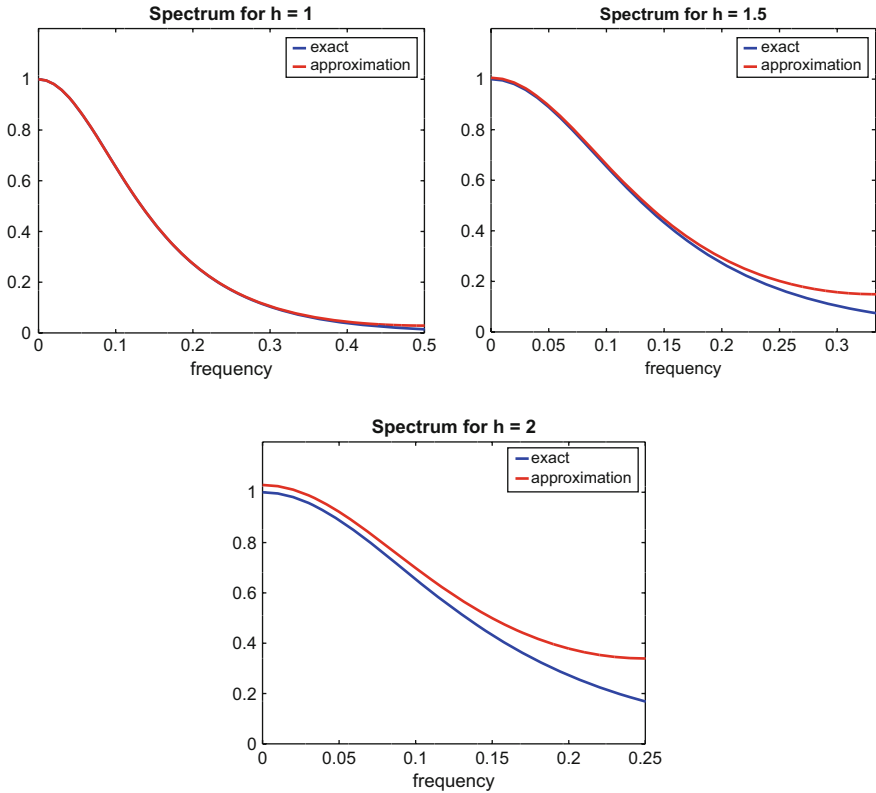 Spectrum for h = 1
exact
approximation
1
0.8
0.6
0.4
0.2
0
0 0.1 0.2 0.3 0.4 0.5
frequency
Spectrum for h = 1.5
exact
approximation
1
0.8
0.6
0.4
0.2
0
0 0.05 0.1 0.15 0.2 0.25 0.3
frequency
Spectrum for h = 2
exact
approximation
1
0.8
0.6
0.4
0.2
0
0 0.05 0.1 0.15 0.2 0.25
frequency